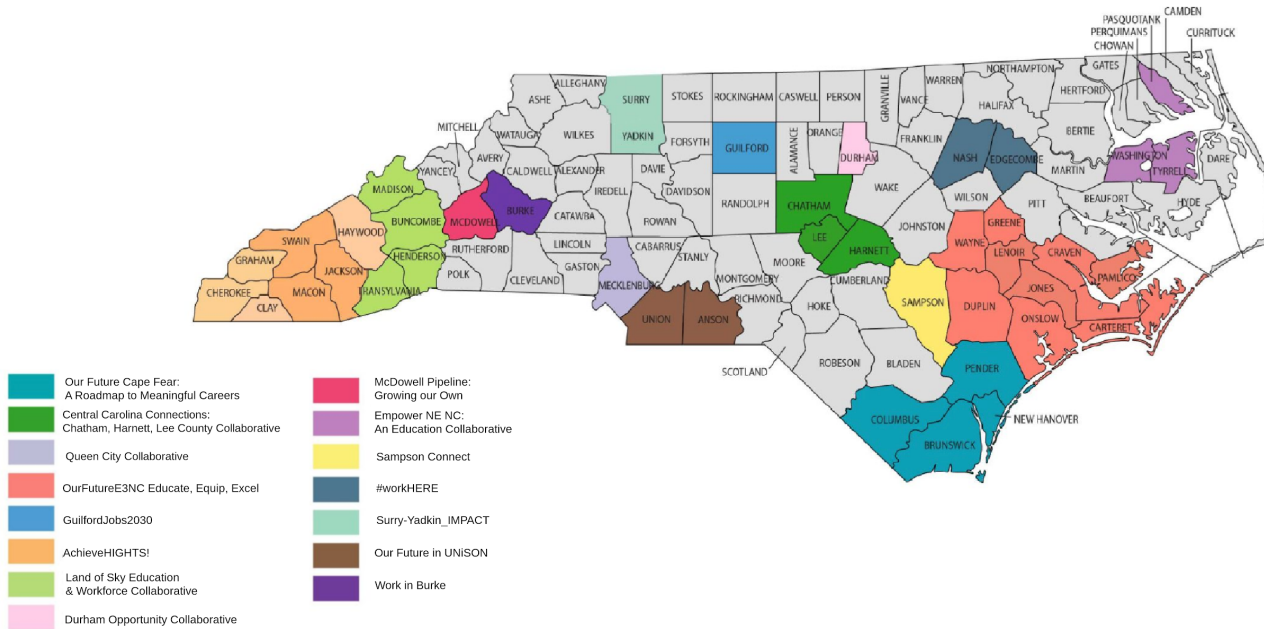 CAMDEN
PASQUOTANK
PERQUIMANS
CURRITUCK
CHOWAN
GATES
NORTHAMPTON
ALLEGHANY
WARREN
HERTFORD
ASHE
SURRY
STOKES
ROCKINGHAM
CASWELL
PERSON
GRANVILLE
VANCE
HALIFAX
MITCHELL
WATAUGA
WILKES
YADKIN
FORSYTH
GUILFORD
ALAMANCE
ORANGE
DURHAM
FRANKLIN
NASH
EDGECOMBE
BERTIE
WASHINGTON
TYRRELL
DARE
AVERY
YANCEY
CALDWELL
ALEXANDER
DAVIE
IREDELL
DAVIDSON
MARTIN
MADISON
WAKE
WILSON
PITT
BEAUFORT
HYDE
MCDOWELL
BURKE
CATAWBA
ROWAN
RANDOLPH
CHATHAM
BUNCOMBE
HAYWOOD
JOHNSTON
GREENE
SWAIN
LEE
WAYNE
LINCOLN
CABARRUS
STANLY
HARNETT
LENOIR
CRAVEN
RUTHERFORD
HENDERSON
GRAHAM
JACKSON
POLK
CLEVELAND
GASTON
MOORE
MONTGOMERY
CUMBERLAND
PAMLICO
CHEROKEE
MACON
TRANSYLVANIA
MECKLENBURG
JONES
CLAY
RICHMOND
HOKE
SAMPSON
DUPLIN
UNION
ANSON
ONSLOW
CARTERET
SCOTLAND
ROBESON
BLADEN
PENDER
COLUMBUS
NEW HANOVER
BRUNSWICK
Our Future Cape Fear:
A Roadmap to Meaningful Careers
Central Carolina Connections:
Chatham, Harnett, Lee County Collaborative
Queen City Collaborative
OurFutureE3NC Educate, Equip, Excel
GuilfordJobs2030
AchieveHIGHTS!
Land of Sky Education
& Workforce Collaborative
Durham Opportunity Collaborative
McDowell Pipeline:
Growing our Own
Empower NE NC:
An Education Collaborative
Sampson Connect
#workHERE
Surry-Yadkin_IMPACT
Our Future in UNiSON
Work in Burke